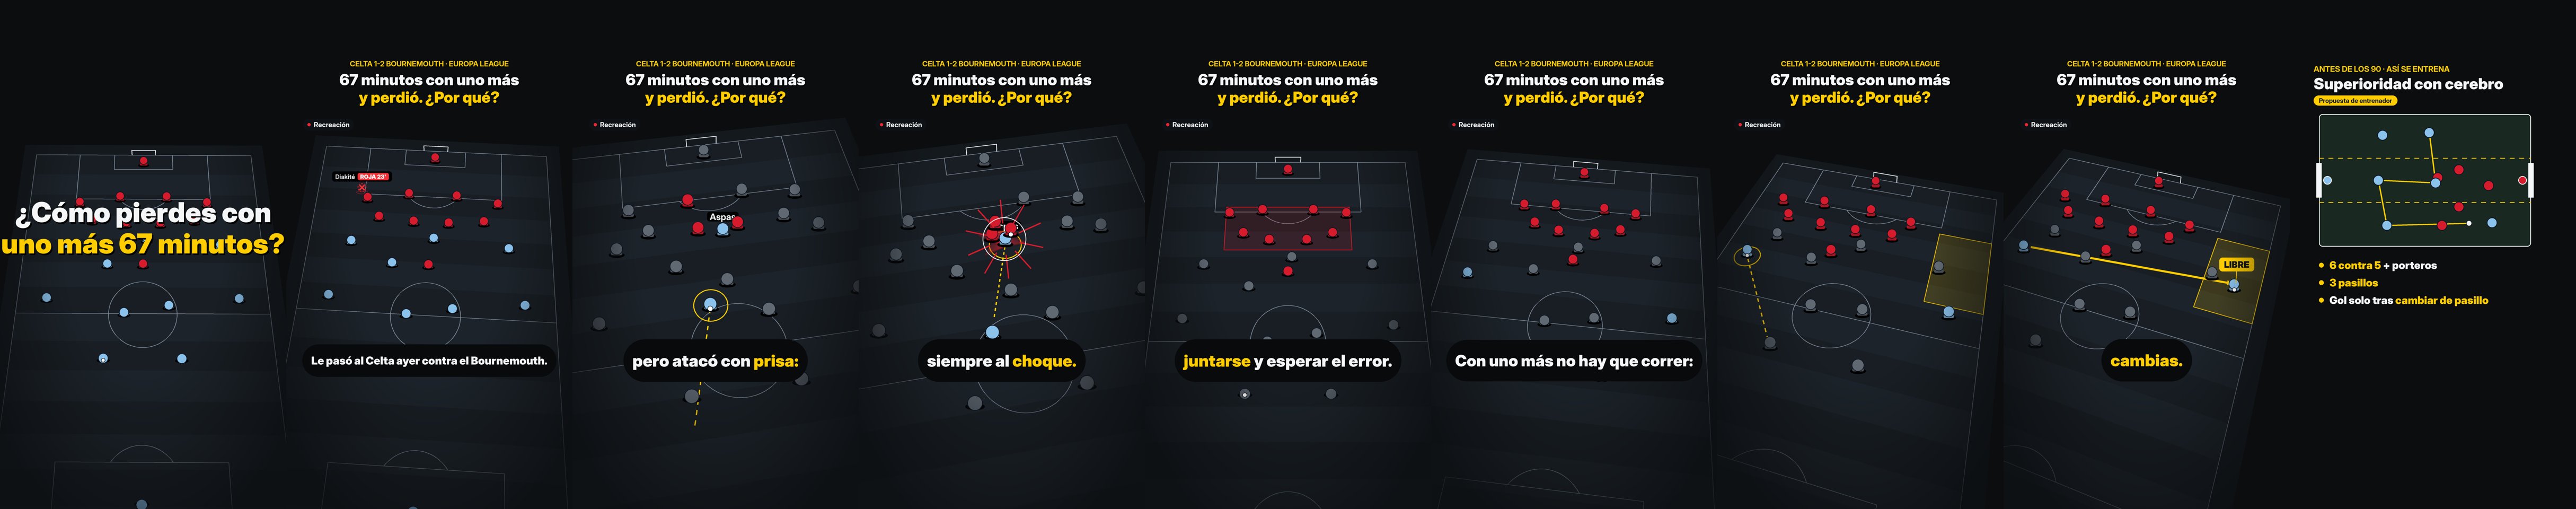 ¿Cómo pierdes con
uno más 67 minutos?
CELTA 1-2 BOURNEMOUTH · EUROPA LEAGUE
67 minutos con uno más
y perdió. ¿Por qué?
Recreación
Diakité ROJA 23'
Le pasó al Celta ayer contra el Bournemouth.
CELTA 1-2 BOURNEMOUTH · EUROPA LEAGUE
67 minutos con uno más
y perdió. ¿Por qué?
Recreación
Aspas
pero atacó con prisa:
CELTA 1-2 BOURNEMOUTH · EUROPA LEAGUE
67 minutos con uno más
y perdió. ¿Por qué?
Recreación
siempre al choque.
CELTA 1-2 BOURNEMOUTH · EUROPA LEAGUE
67 minutos con uno más
y perdió. ¿Por qué?
Recreación
juntarse y esperar el error.
CELTA 1-2 BOURNEMOUTH · EUROPA LEAGUE
67 minutos con uno más
y perdió. ¿Por qué?
Recreación
Con uno más no hay que correr:
CELTA 1-2 BOURNEMOUTH · EUROPA LEAGUE
67 minutos con uno más
y perdió. ¿Por qué?
Recreación
CELTA 1-2 BOURNEMOUTH · EUROPA LEAGUE
67 minutos con uno más
y perdió. ¿Por qué?
Recreación
LIBRE
cambias.
ANTES DE LOS 90 · ASÍ SE ENTRENA
Superioridad con cerebro
Propuesta de entrenador
6 contra 5 + porteros
3 pasillos
Gol solo tras cambiar de pasillo